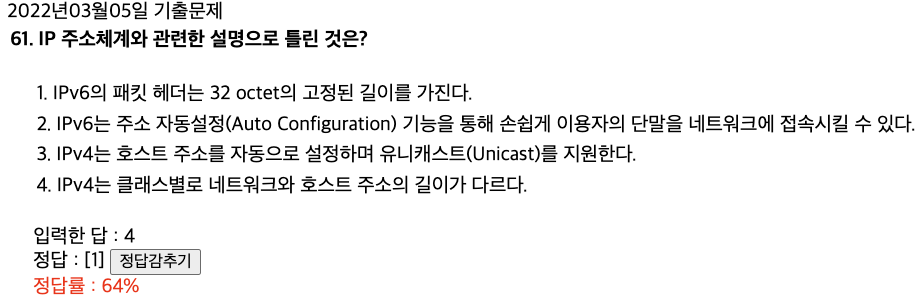 2022년03월05일 기출문제
61. IP 주소체계와 관련한 설명으로 틀린 것은?
1. IPv6의 패킷 헤더는 32 octet의 고정된 길이를 가진다.
2. IPv6는 주소 자동설정(Auto Configuration) 기능을 통해 손쉽게 이용자의 단말을 네트워크에 접속시킬 수 있다.
3. IPv4는 호스트 주소를 자동으로 설정하며 유니캐스트(Unicast)를 지원한다.
4. IPv4는 클래스별로 네트워크와 호스트 주소의 길이가 다르다.
입력한 답 : 4
정답 : [1] 정답감추기
정답률 : 64%